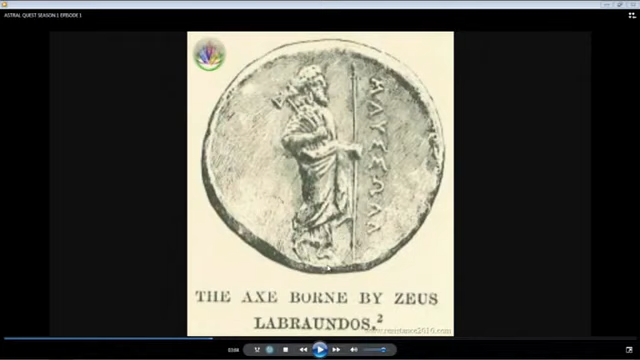 ASTRAL QUEST SEASON 1 EPISODE 1
ΜΑΥΣΣΩΛΛ
THE AXE BORNE BY ZEUS
LABRAUNDOS.²